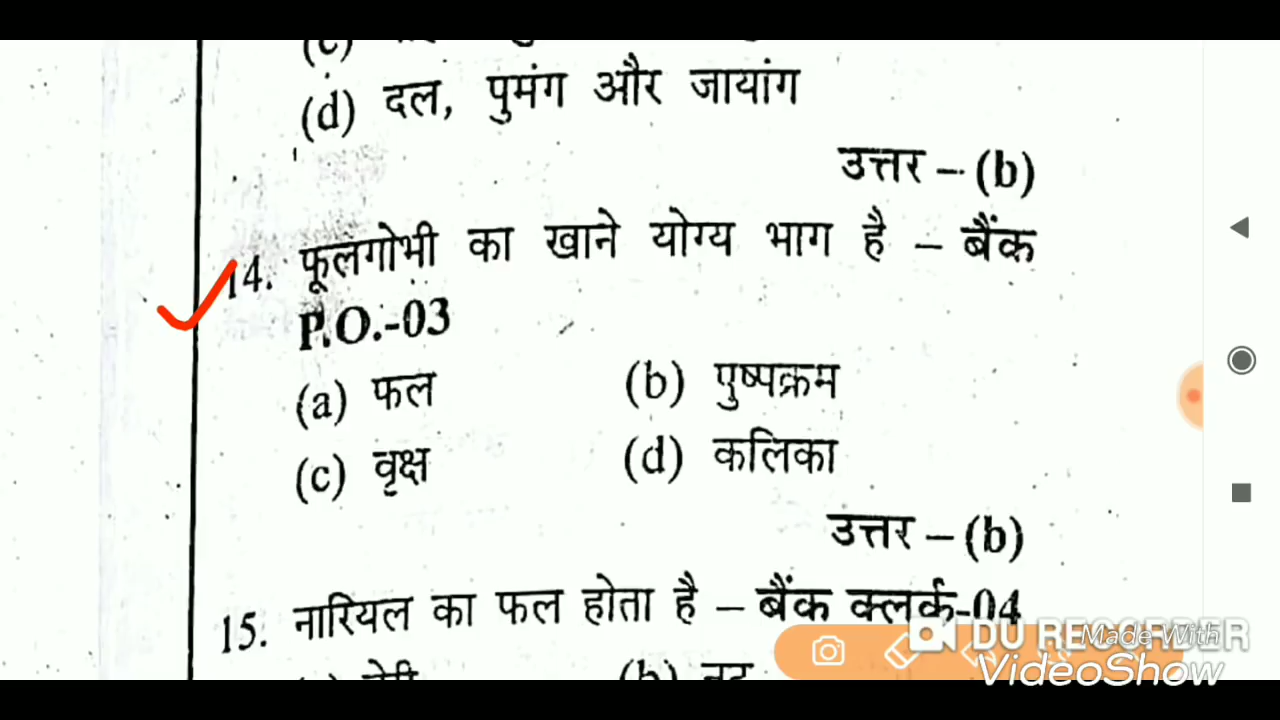 (d) दल, पुमंग और जायांग
उत्तर – (b)
14. फूलगोभी का खाने योग्य भाग है – बैंक
P.O.-03
(a) फल (b) पुष्पक्रम
(c) वृक्ष (d) कलिका
उत्तर – (b)
15. नारियल का फल होता है – बैंक क्लर्क-04
DU RECORDER
Made With
VideoShow